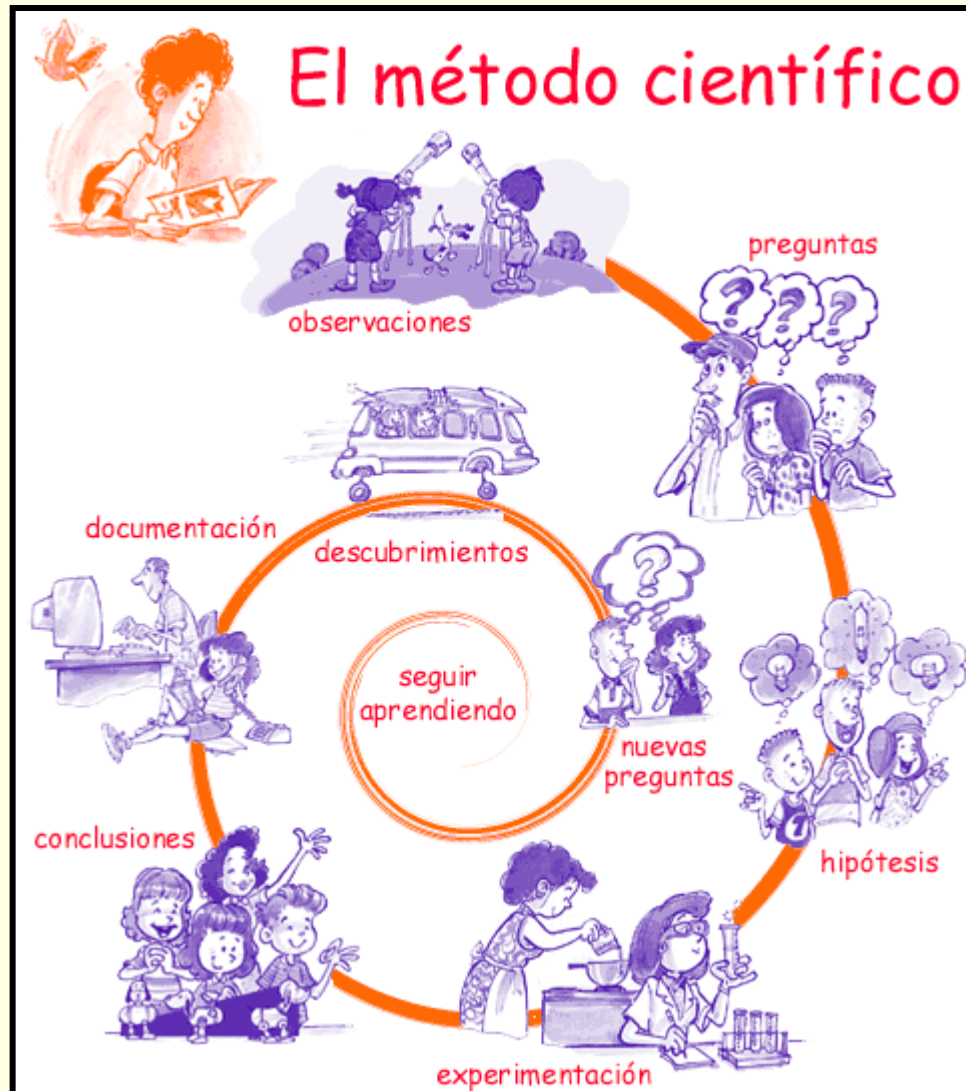 El método científico
observaciones
preguntas
hipótesis
experimentación
conclusiones
documentación
descubrimientos
nuevas
preguntas
seguir
aprendiendo